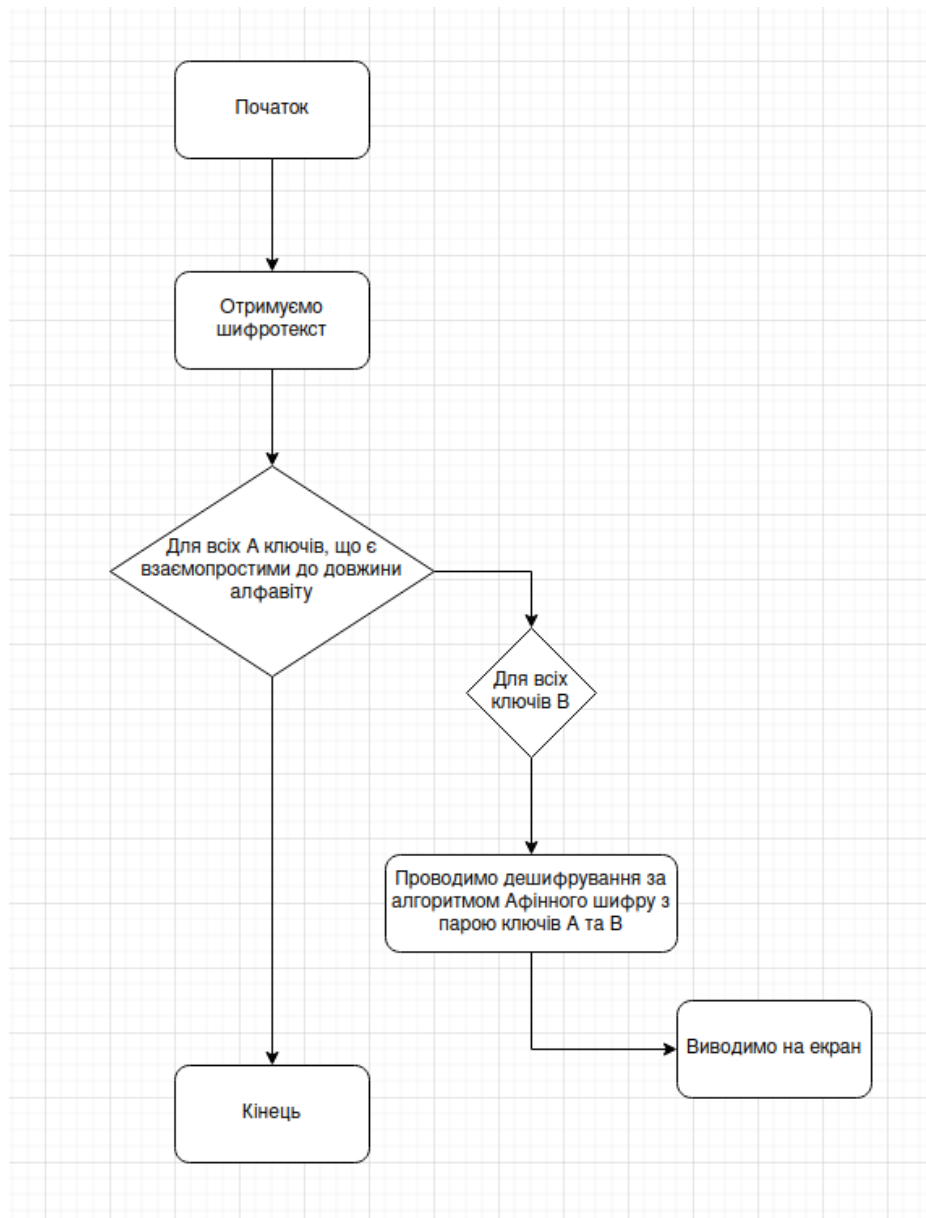 Початок
Отримуємо
шифротекст
Для всіх А ключів, що є
взаємопростими до довжини
алфавіту
Для всіх
ключів В
Проводимо дешифрування за
алгоритмом Афінного шифру з
парою ключів А та В
Виводимо на екран
Кінець